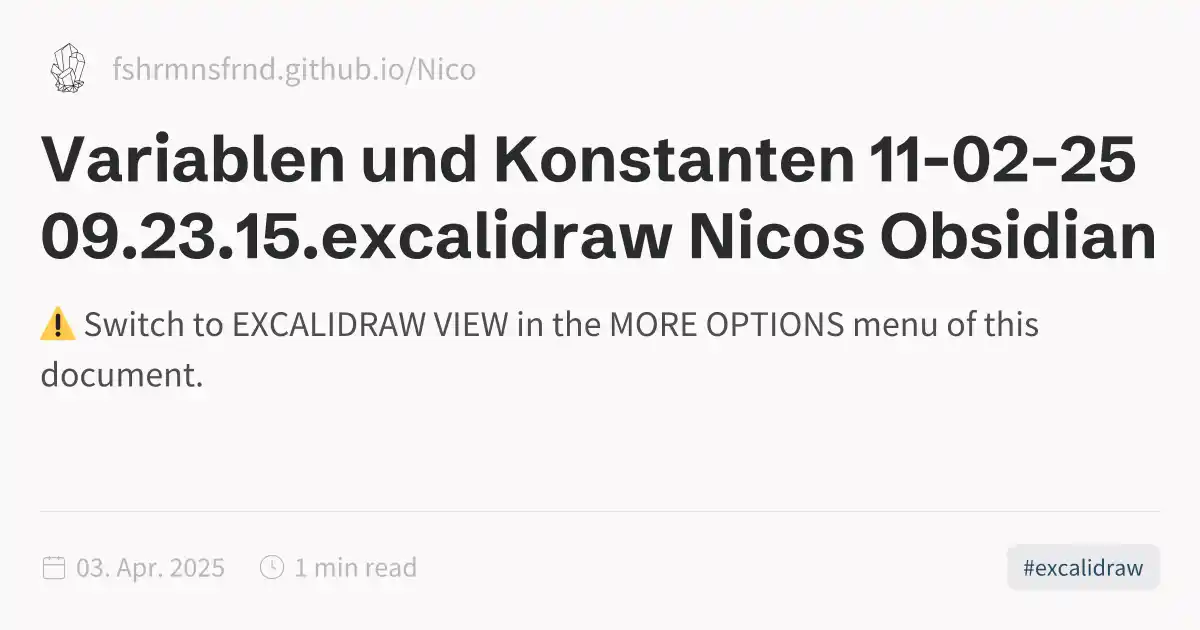 fshrmnsfrnd.github.io/Nico
Variablen und Konstanten 11-02-25
09.23.15.excalidraw Nicos Obsidian
⚠️ Switch to EXCALIDRAW VIEW in the MORE OPTIONS menu of this
document.
03. Apr. 2025 1 min read #excalidraw